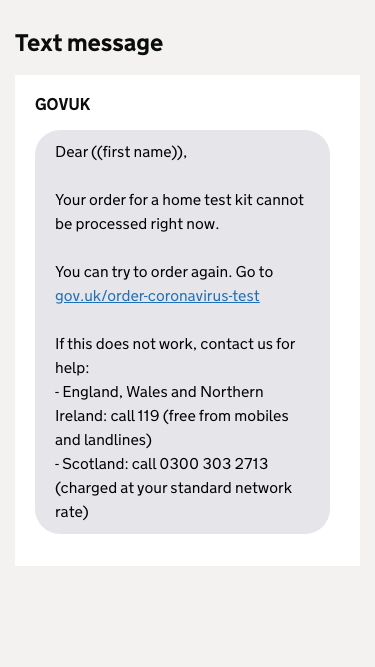 Text message
GOVUK
Dear ((first name)),
Your order for a home test kit cannot
be processed right now.
You can try to order again. Go to
gov.uk/order-coronavirus-test
If this does not work, contact us for
help:
- England, Wales and Northern
Ireland: call 119 (free from mobiles
and landlines)
- Scotland: call 0300 303 2713
(charged at your standard network
rate)